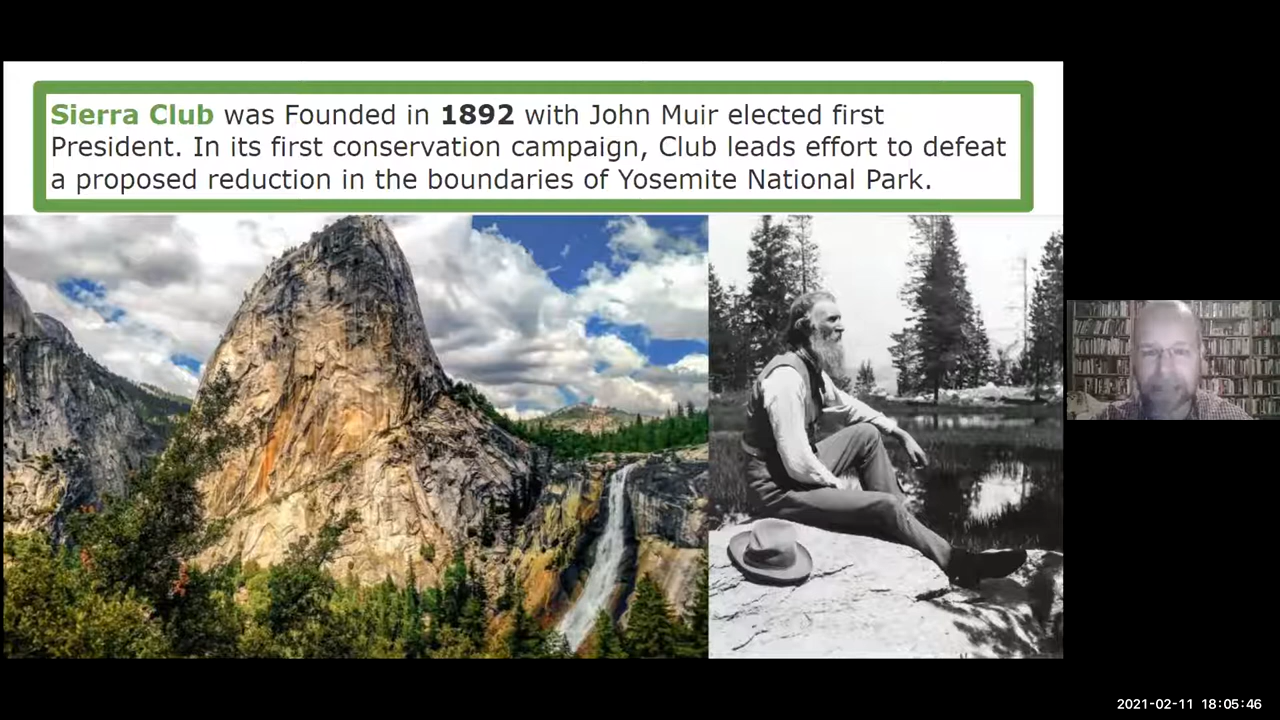 Sierra Club was Founded in 1892 with John Muir elected first
President. In its first conservation campaign, Club leads effort to defeat
a proposed reduction in the boundaries of Yosemite National Park.
2021-02-11 18:05:46